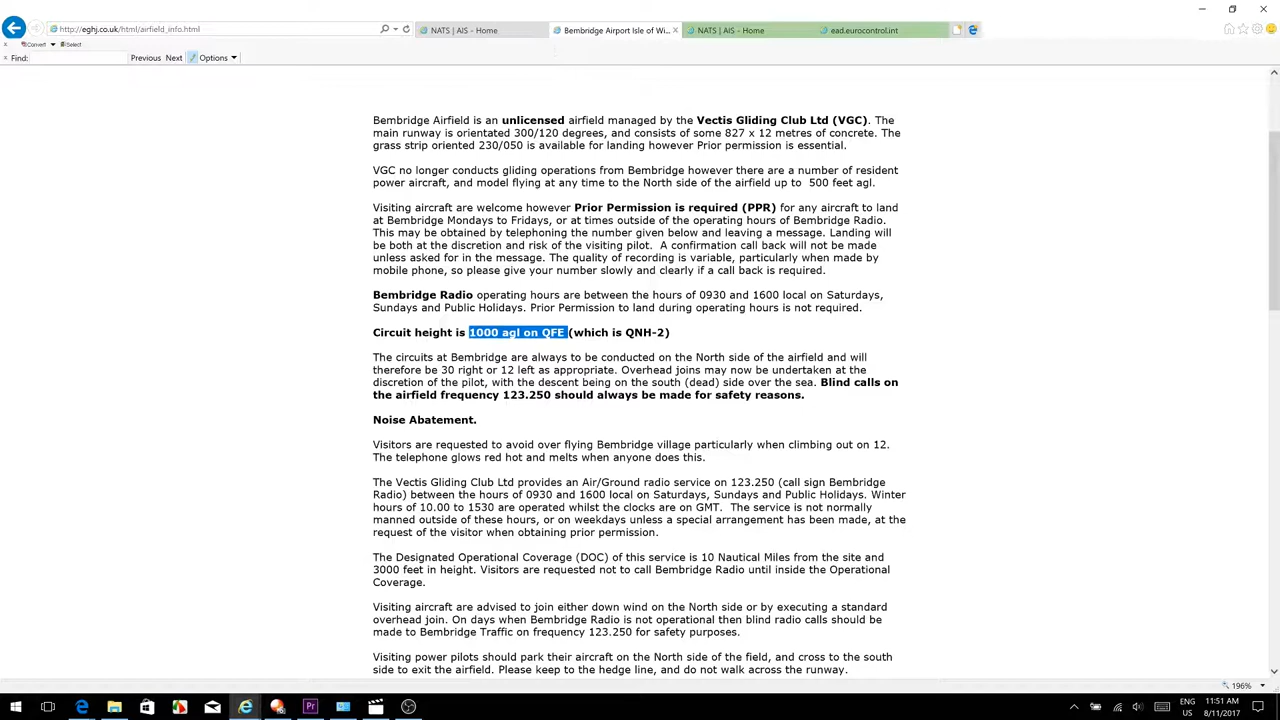 http://eghj.co.uk/html/airfield_info.html
NATS | AIS - Home
Bembridge Airport Isle of Wi...
NATS | AIS - Home
ead.eurocontrol.int
Convert
Select
Find:
Previous
Next
Options
Bembridge Airfield is an unlicensed airfield managed by the Vectis Gliding Club Ltd (VGC). The
main runway is orientated 300/120 degrees, and consists of some 827 x 12 metres of concrete. The
grass strip oriented 230/050 is available for landing however Prior permission is essential.
VGC no longer conducts gliding operations from Bembridge however there are a number of resident
power aircraft, and model flying at any time to the North side of the airfield up to 500 feet agl.
Visiting aircraft are welcome however Prior Permission is required (PPR) for any aircraft to land
at Bembridge Mondays to Fridays, or at times outside of the operating hours of Bembridge Radio.
This may be obtained by telephoning the number given below and leaving a message. Landing will
be both at the discretion and risk of the visiting pilot. A confirmation call back will not be made
unless asked for in the message. The quality of recording is variable, particularly when made by
mobile phone, so please give your number slowly and clearly if a call back is required.
Bembridge Radio operating hours are between the hours of 0930 and 1600 local on Saturdays,
Sundays and Public Holidays. Prior Permission to land during operating hours is not required.
Circuit height is 1000 agl on QFE (which is QNH-2)
The circuits at Bembridge are always to be conducted on the North side of the airfield and will
therefore be 30 right or 12 left as appropriate. Overhead joins may now be undertaken at the
discretion of the pilot, with the descent being on the south (dead) side over the sea. Blind calls on
the airfield frequency 123.250 should always be made for safety reasons.
Noise Abatement.
Visitors are requested to avoid over flying Bembridge village particularly when climbing out on 12.
The telephone glows red hot and melts when anyone does this.
The Vectis Gliding Club Ltd provides an Air/Ground radio service on 123.250 (call sign Bembridge
Radio) between the hours of 0930 and 1600 local on Saturdays, Sundays and Public Holidays. Winter
hours of 10.00 to 1530 are operated whilst the clocks are on GMT. The service is not normally
manned outside of these hours, or on weekdays unless a special arrangement has been made, at the
request of the visitor when obtaining prior permission.
The Designated Operational Coverage (DOC) of this service is 10 Nautical Miles from the site and
3000 feet in height. Visitors are requested not to call Bembridge Radio until inside the Operational
Coverage.
Visiting aircraft are advised to join either down wind on the North side or by executing a standard
overhead join. On days when Bembridge Radio is not operational then blind radio calls should be
made to Bembridge Traffic on frequency 123.250 for safety purposes.
Visiting power pilots should park their aircraft on the North side of the field, and cross to the south
side to exit the airfield. Please keep to the hedge line, and do not walk across the runway.
196%
Pr
ENG
US
11:51 AM
8/11/2017